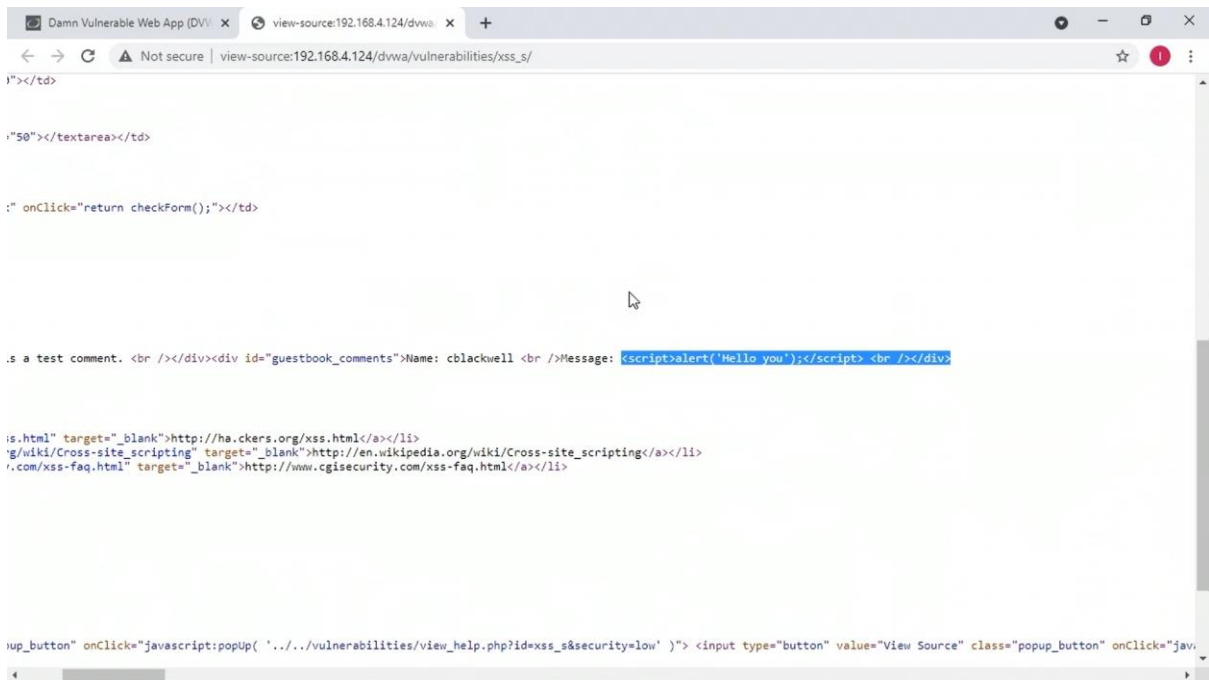 Damn Vulnerable Web App (DVW
view-source:192.168.4.124/dvwa/
Not secure | view-source:192.168.4.124/dvwa/vulnerabilities/xss_s/
I
"></td>
"50"></textarea></td>
" onClick="return checkForm();"></td>
s a test comment. <br /></div><div id="guestbook_comments">Name: cblackwell <br />Message: <script>alert('Hello you');</script> <br /></div>
ss.html" target="_blank">http://ha.ckers.org/xss.html</a></li>
rg/wiki/Cross-site_scripting" target="_blank">http://en.wikipedia.org/wiki/Cross-site_scripting</a></li>
.com/xss-faq.html" target="_blank">http://www.cgisecurity.com/xss-faq.html</a></li>
up_button" onClick="javascript:popUp( '../../vulnerabilities/view_help.php?id=xss_s&security=low' )"> <input type="button" value="View Source" class="popup_button" onClick="jav